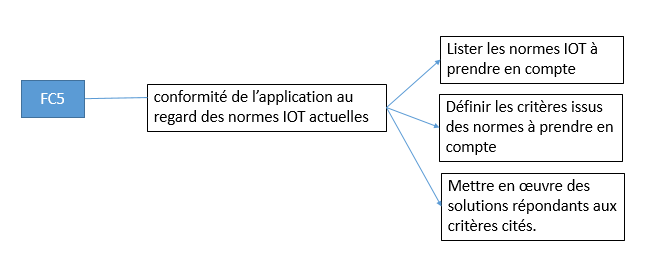 FC5
conformité de l’application au
regard des normes IOT actuelles
Lister les normes IOT à
prendre en compte
Définir les critères issus
des normes à prendre en
compte
Mettre en œuvre des
solutions répondants aux
critères cités.